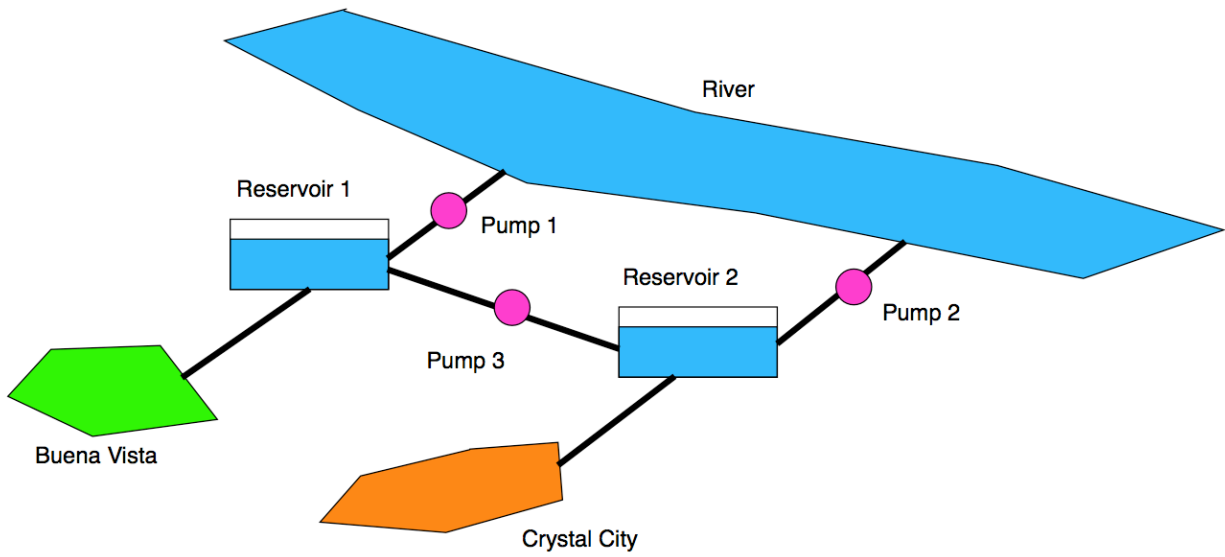 River
Reservoir 1
Pump 1
Reservoir 2
Pump 2
Pump 3
Buena Vista
Crystal City